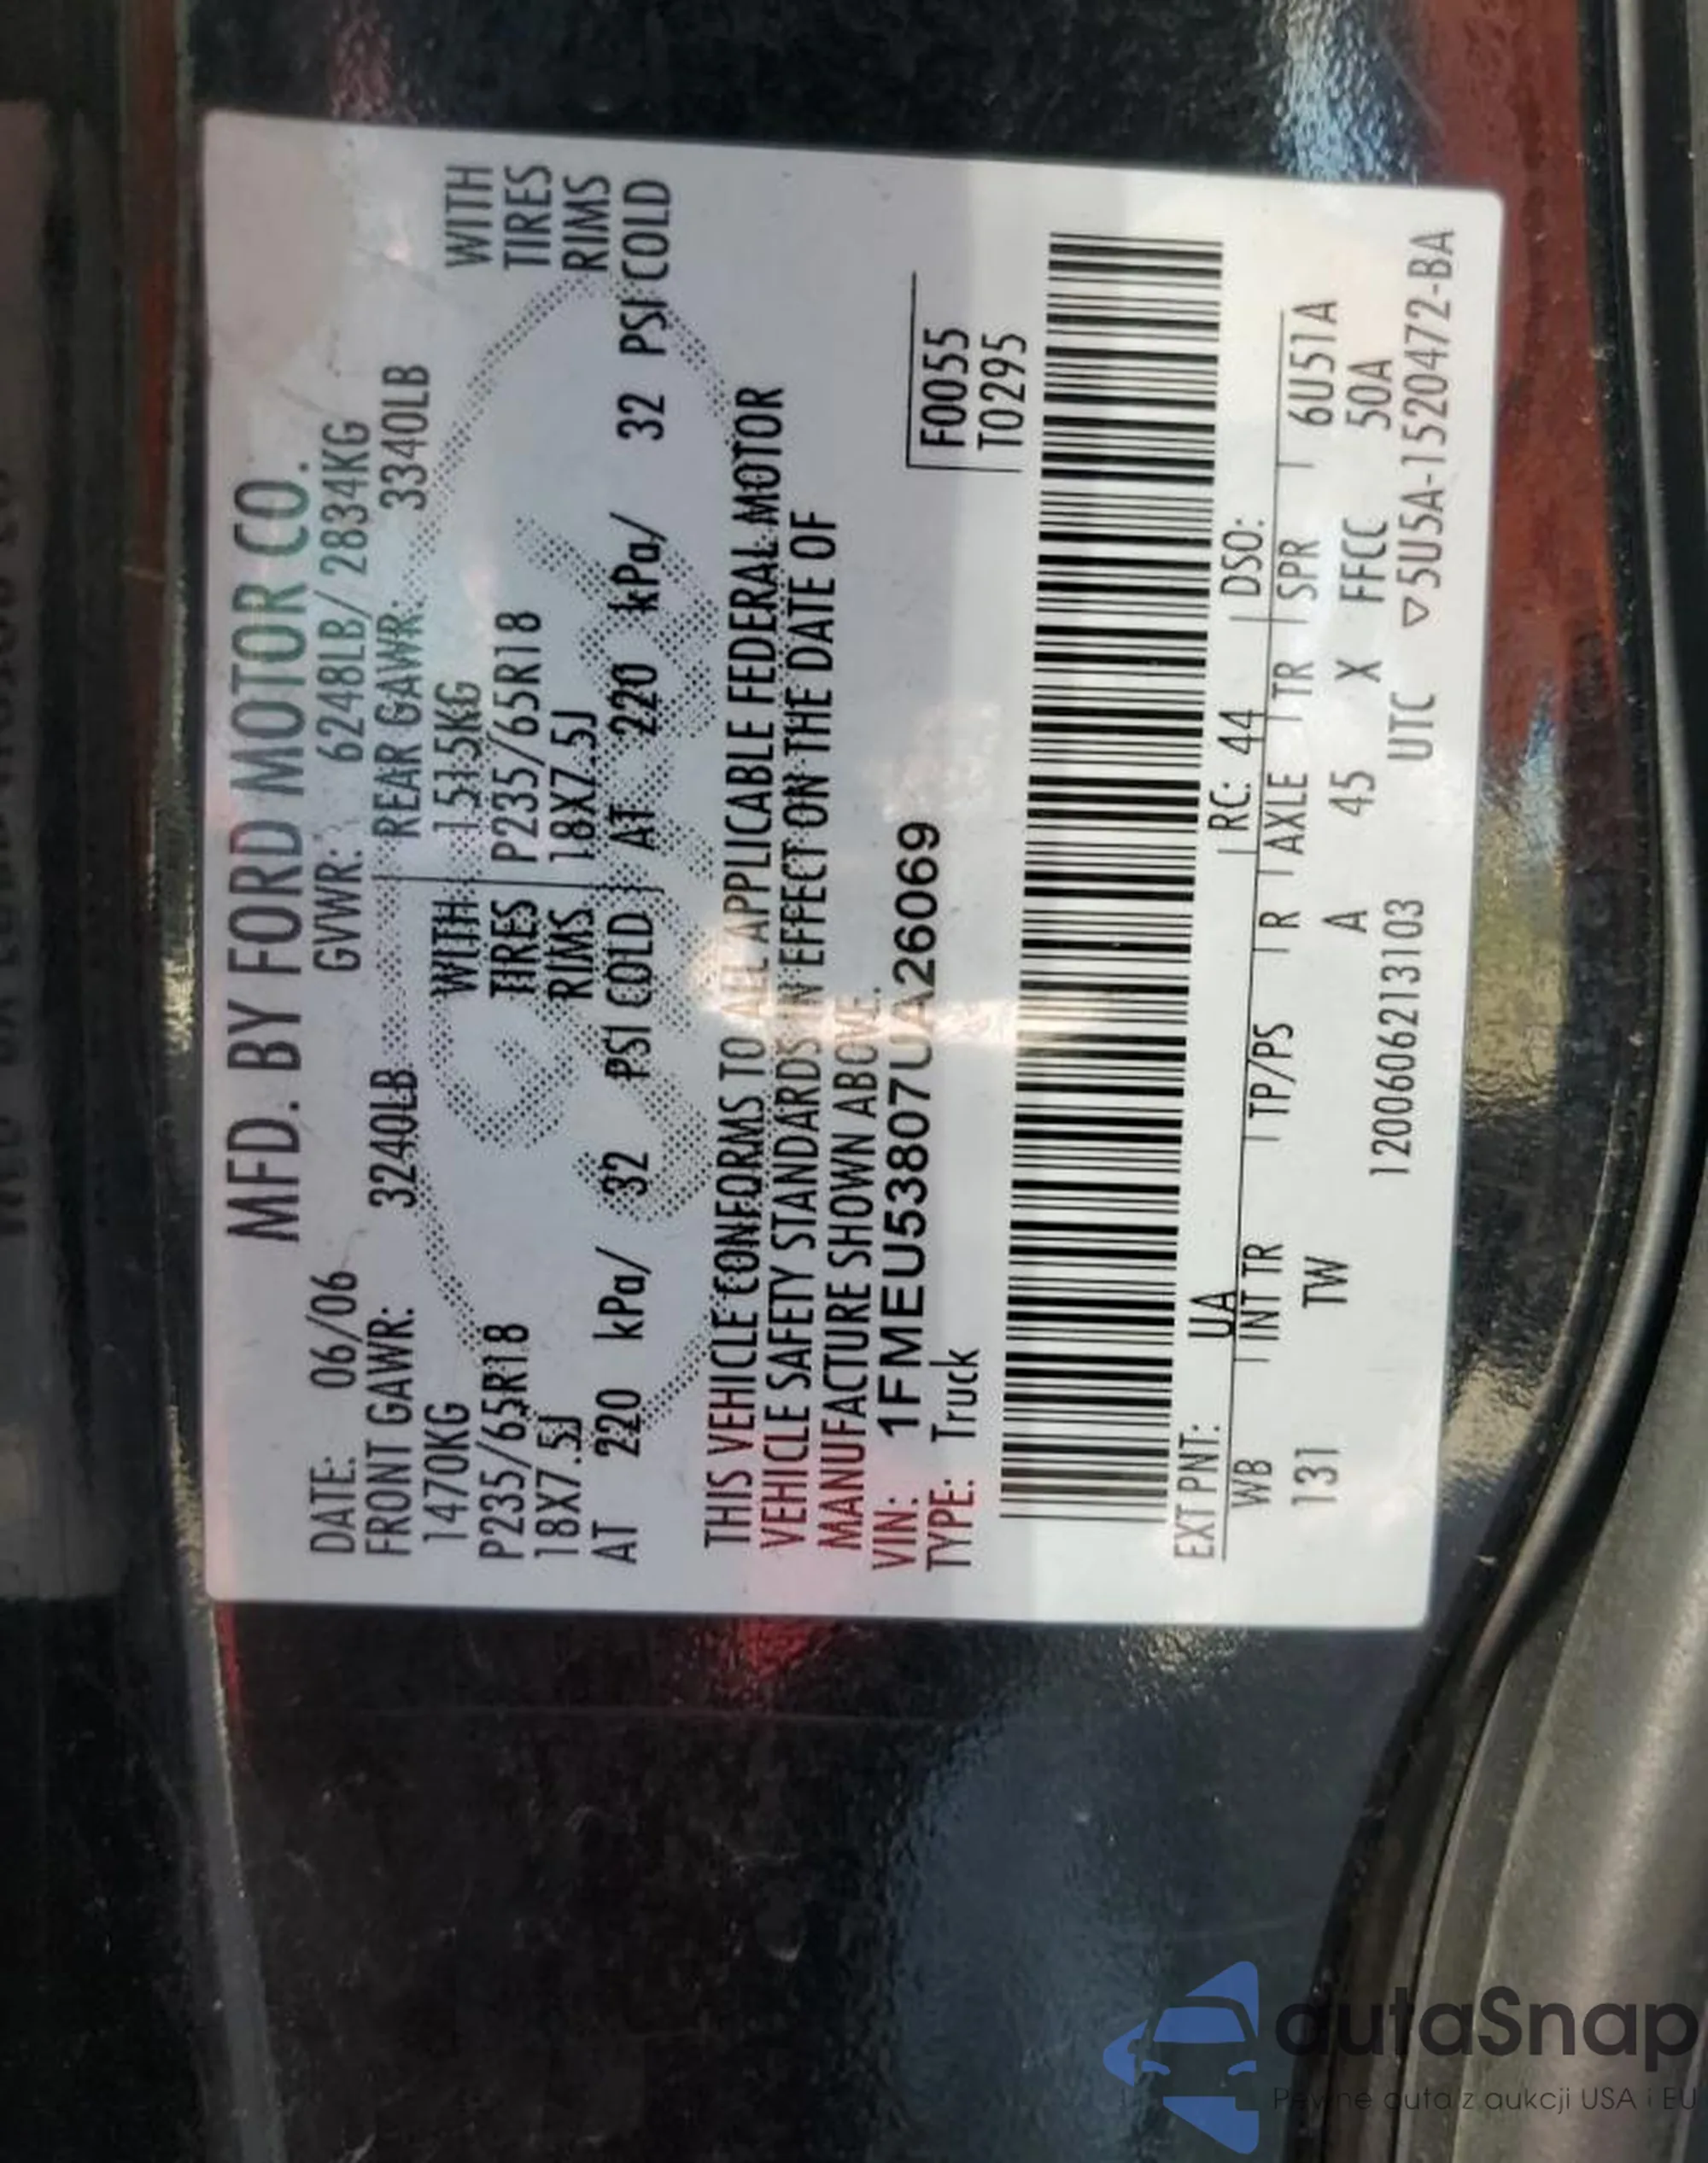 MFD. BY FORD MOTOR CO.
DATE: 06/06 GVWR: 6248LB/ 2834KG
FRONT GAWR: 3240LB REAR GAWR: 3340LB
1470KG WITH 1515KG WITH
P235/65R18 TIRES P235/65R18 TIRES
18X7.5J RIMS 18X7.5J RIMS
AT 220 kPa/ 32 PSI COLD AT 220 kPa/ 32 PSI COLD
THIS VEHICLE CONFORMS TO ALL APPLICABLE FEDERAL MOTOR
VEHICLE SAFETY STANDARDS IN EFFECT ON THE DATE OF
MANUFACTURE SHOWN ABOVE.
VIN: 1FMEU53807UA26069
TYPE: Truck
F0055
T0295
EXT PNT: UA RC: 44 DSO:
WB INT TR TP/PS R AXLE TR SPR 6U51A
131 TW A 45 X FFCC 50A
1200606213103 UTC ▽5U5A-1520472-BA
autaSnap
Pewne auta z aukcji USA i EU